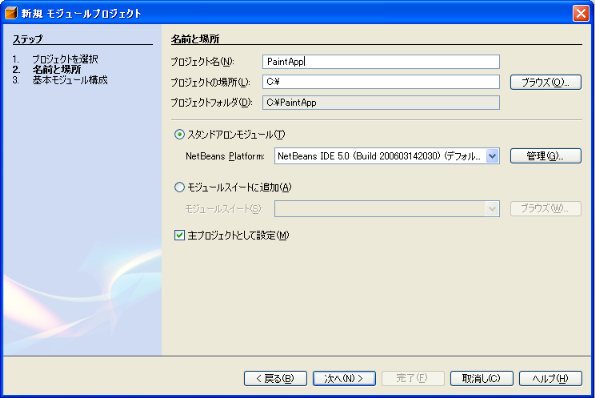 新規 モジュールプロジェクト
ステップ
1. プロジェクトを選択
2. 名前と場所
3. 基本モジュール構成
名前と場所
プロジェクト名(N): PaintApp
プロジェクトの場所(L): C:¥ ブラウズ(O)...
プロジェクトフォルダ(D): C:¥PaintApp
スタンドアロンモジュール(T)
NetBeans Platform: NetBeans IDE 5.0 (Build 200603142030) (デフォル... 管理(G)...
モジュールスイートに追加(A)
モジュールスイート(S): ブラウズ(W)...
主プロジェクトとして設定(M)
< 戻る(B) 次へ(N) > 完了(F) 取消し(C) ヘルプ(H)